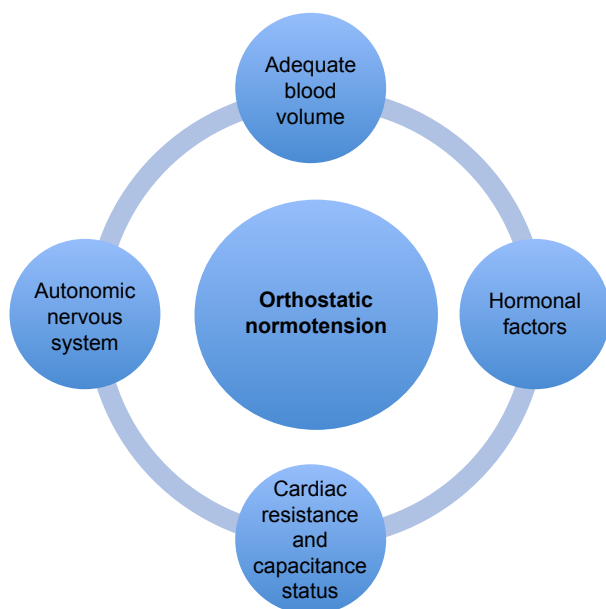 Adequate
blood
volume
Autonomic
nervous
system
Orthostatic
normotension
Hormonal
factors
Cardiac
resistance
and
capacitance
status